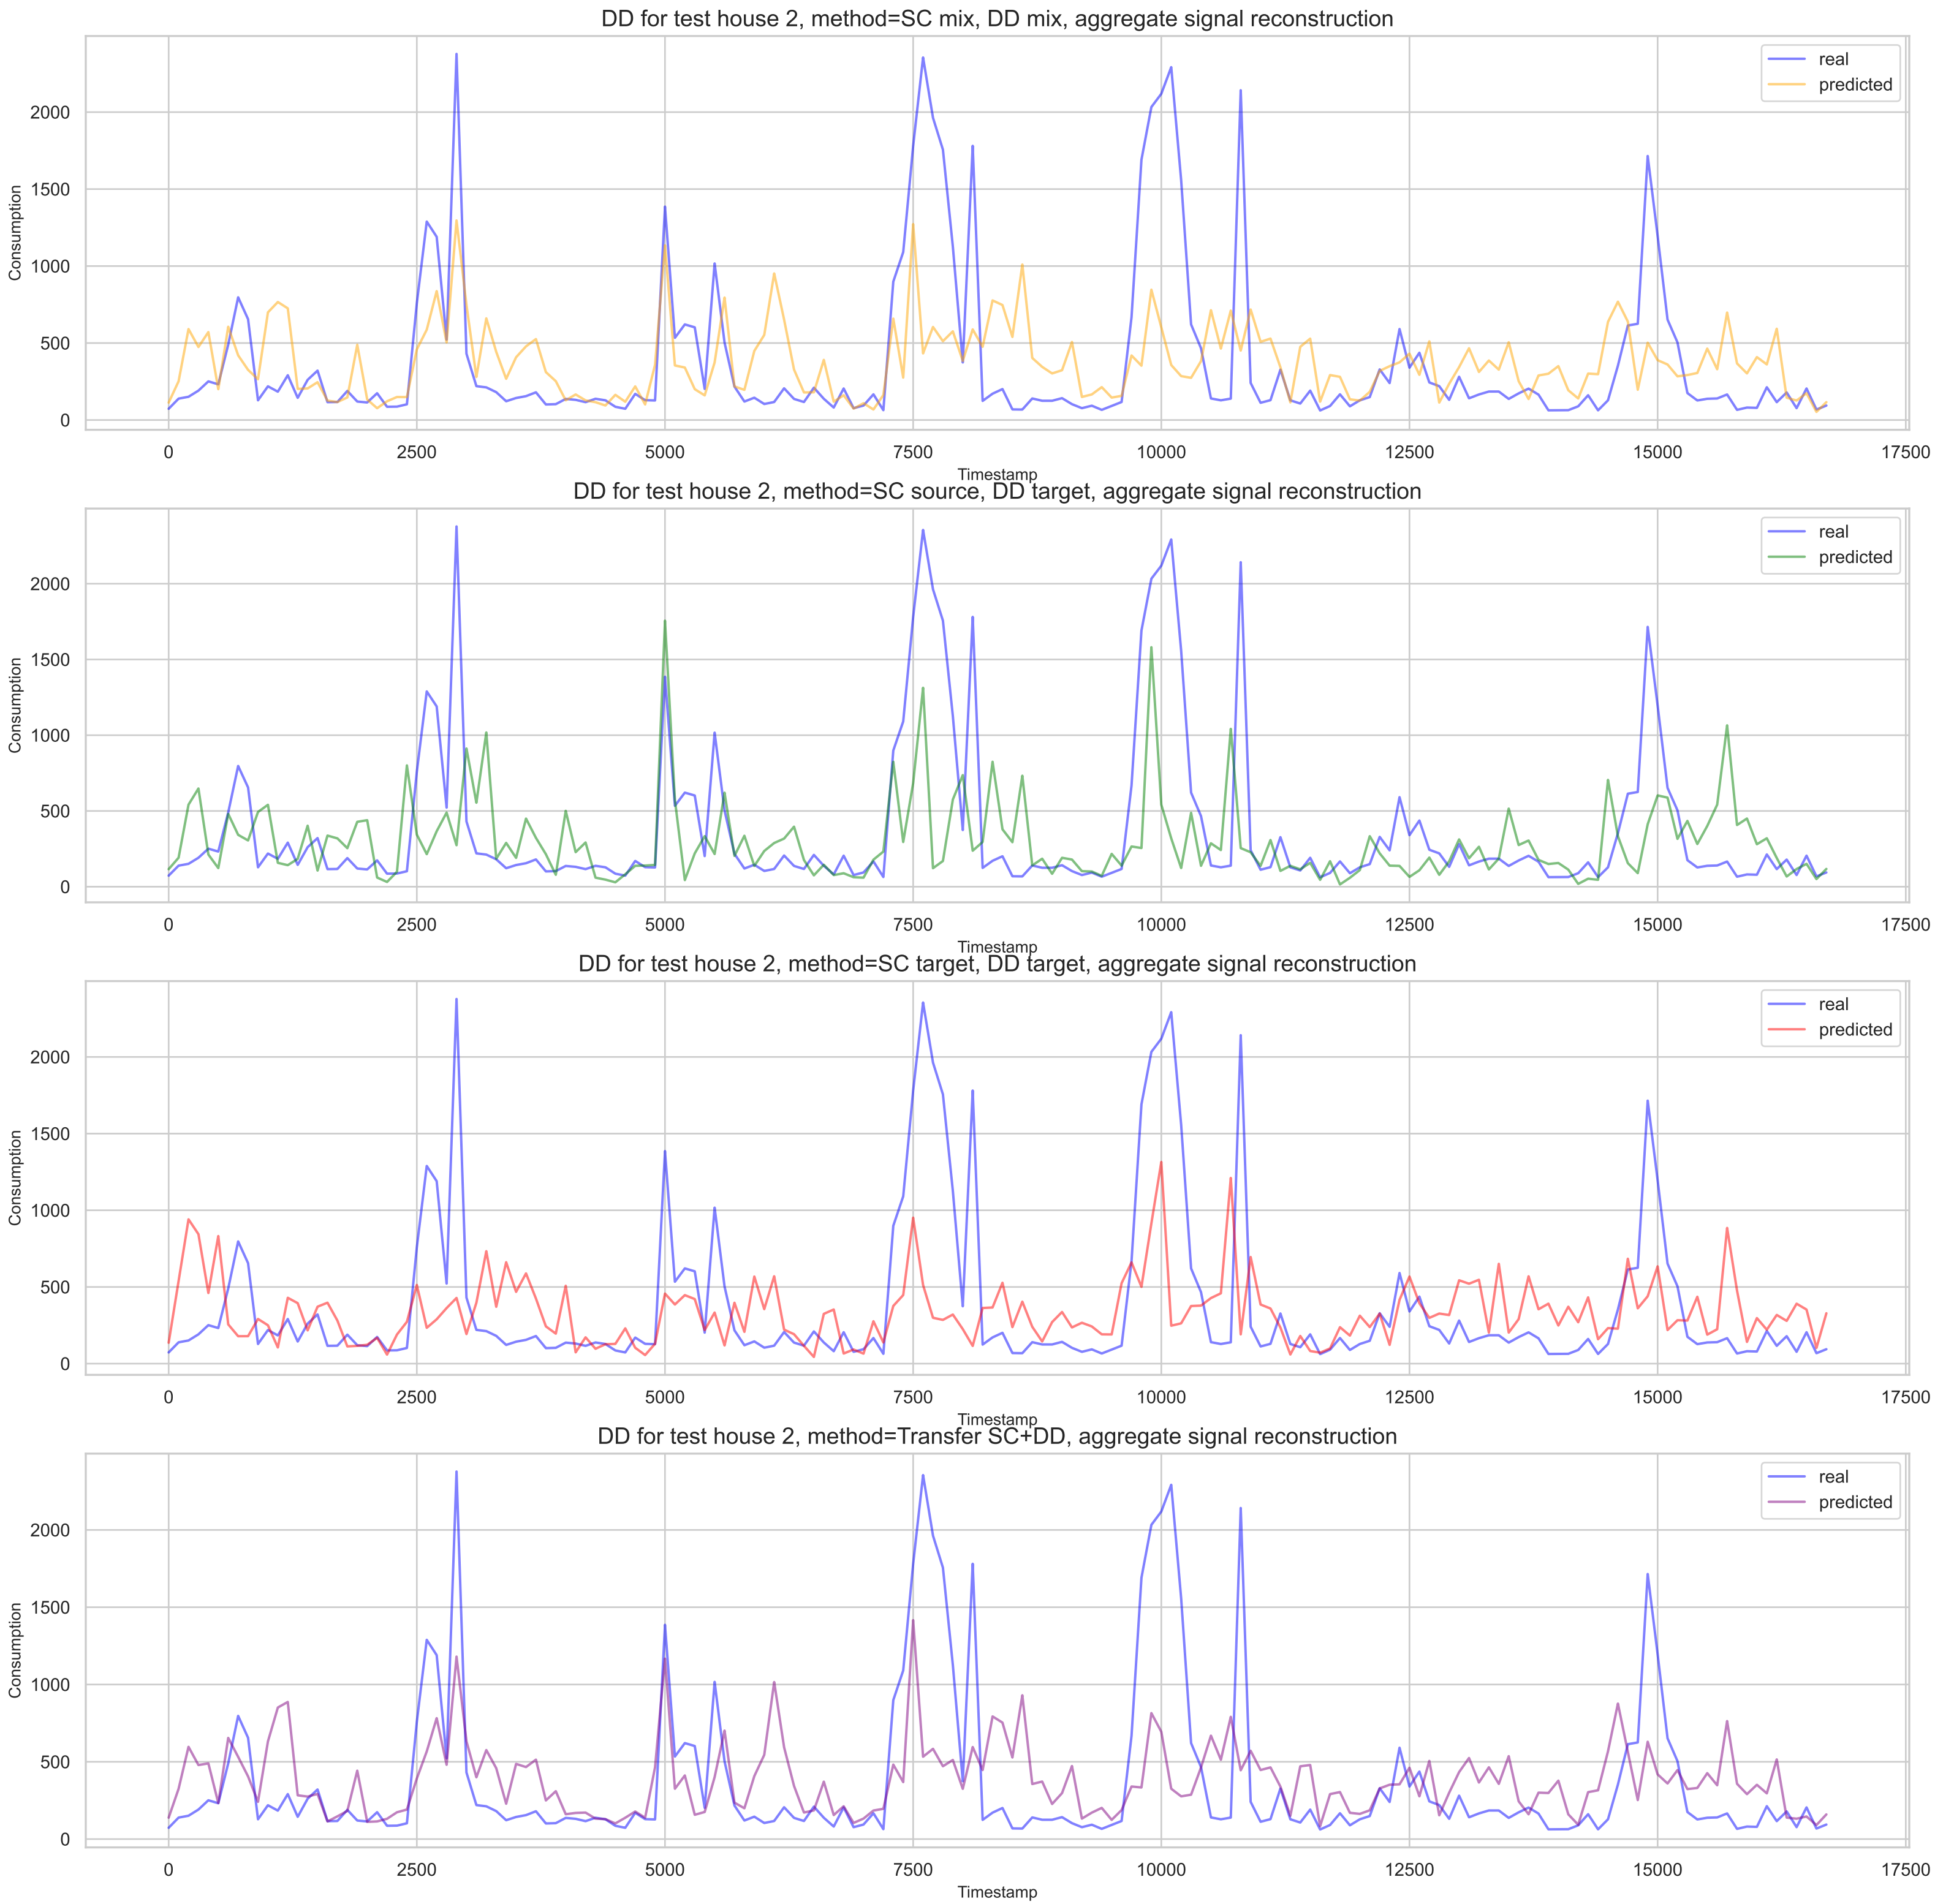 DD for test house 2, method=SC mix, DD mix, aggregate signal reconstruction
real
predicted
Consumption
2000
1500
1000
500
0
0 2500 5000 7500 10000 12500 15000 17500
Timestamp
DD for test house 2, method=SC source, DD target, aggregate signal reconstruction
real
predicted
Consumption
2000
1500
1000
500
0
0 2500 5000 7500 10000 12500 15000 17500
Timestamp
DD for test house 2, method=SC target, DD target, aggregate signal reconstruction
real
predicted
Consumption
2000
1500
1000
500
0
0 2500 5000 7500 10000 12500 15000 17500
Timestamp
DD for test house 2, method=Transfer SC+DD, aggregate signal reconstruction
real
predicted
Consumption
2000
1500
1000
500
0
0 2500 5000 7500 10000 12500 15000 17500
Timestamp